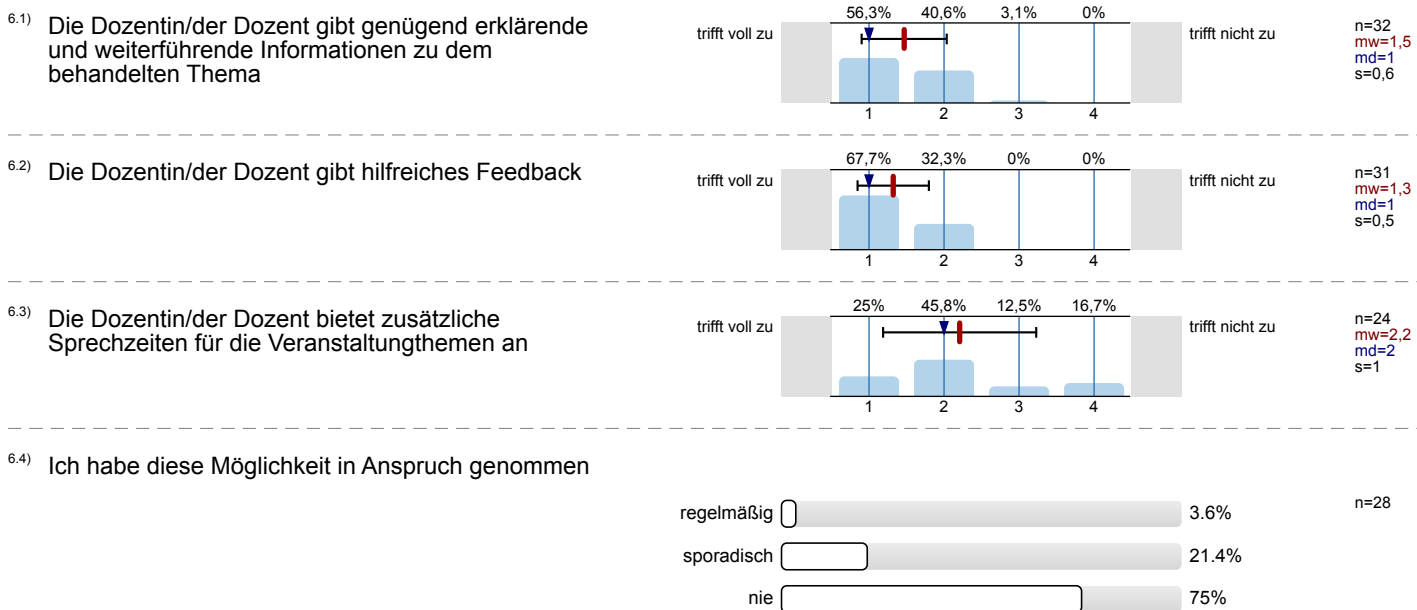 6.1) Die Dozentin/der Dozent gibt genügend erklärende
und weiterführende Informationen zu dem
behandelten Thema
56,3% 40,6% 3,1% 0%
trifft voll zu
trifft nicht zu
1 2 3 4
n=32
mw=1,5
md=1
s=0,6
6.2) Die Dozentin/der Dozent gibt hilfreiches Feedback
67,7% 32,3% 0% 0%
trifft voll zu
trifft nicht zu
1 2 3 4
n=31
mw=1,3
md=1
s=0,5
6.3) Die Dozentin/der Dozent bietet zusätzliche
Sprechzeiten für die Veranstaltungthemen an
25% 45,8% 12,5% 16,7%
trifft voll zu
trifft nicht zu
1 2 3 4
n=24
mw=2,2
md=2
s=1
6.4) Ich habe diese Möglichkeit in Anspruch genommen
regelmäßig 3.6%
n=28
sporadisch 21.4%
nie 75%